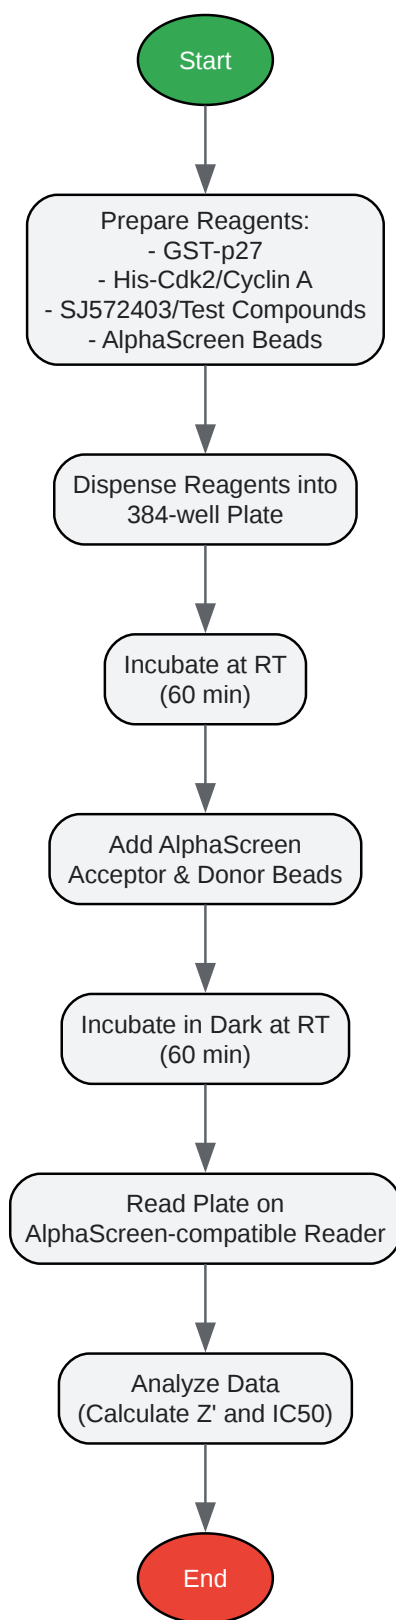 Start
Prepare Reagents:
- GST-p27
- His-Cdk2/Cyclin A
- SJ572403/Test Compounds
- AlphaScreen Beads
Dispense Reagents into
384-well Plate
Incubate at RT
(60 min)
Add AlphaScreen
Acceptor & Donor Beads
Incubate in Dark at RT
(60 min)
Read Plate on
AlphaScreen-compatible Reader
Analyze Data
(Calculate Z' and IC50)
End